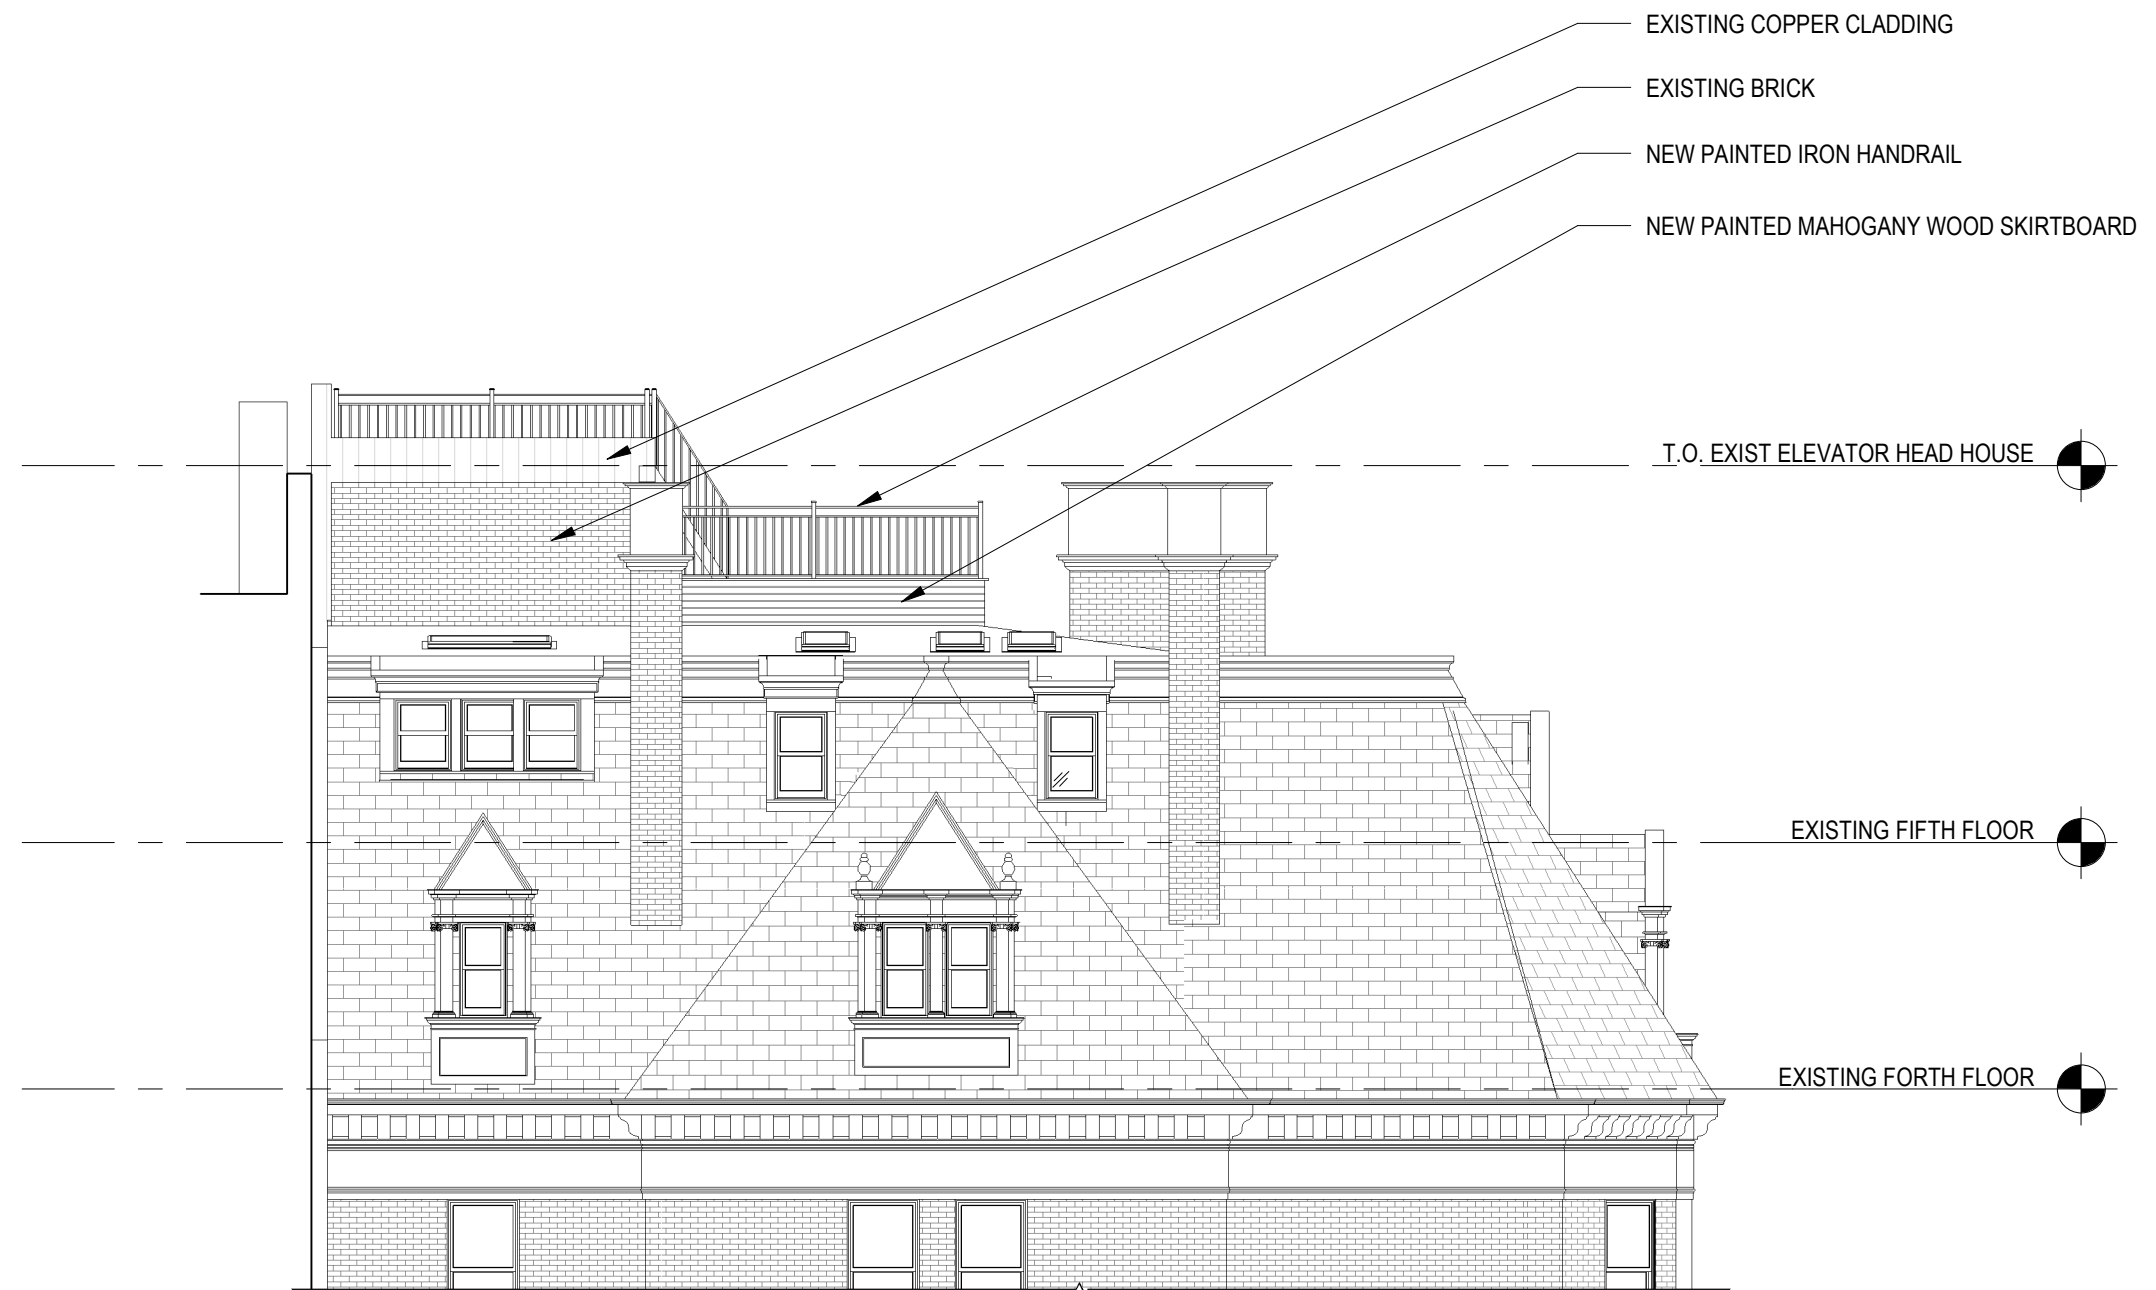 EXISTING COPPER CLADDING
EXISTING BRICK
NEW PAINTED IRON HANDRAIL
NEW PAINTED MAHOGANY WOOD SKIRTBOARD
T.O. EXIST ELEVATOR HEAD HOUSE
EXISTING FIFTH FLOOR
EXISTING FORTH FLOOR